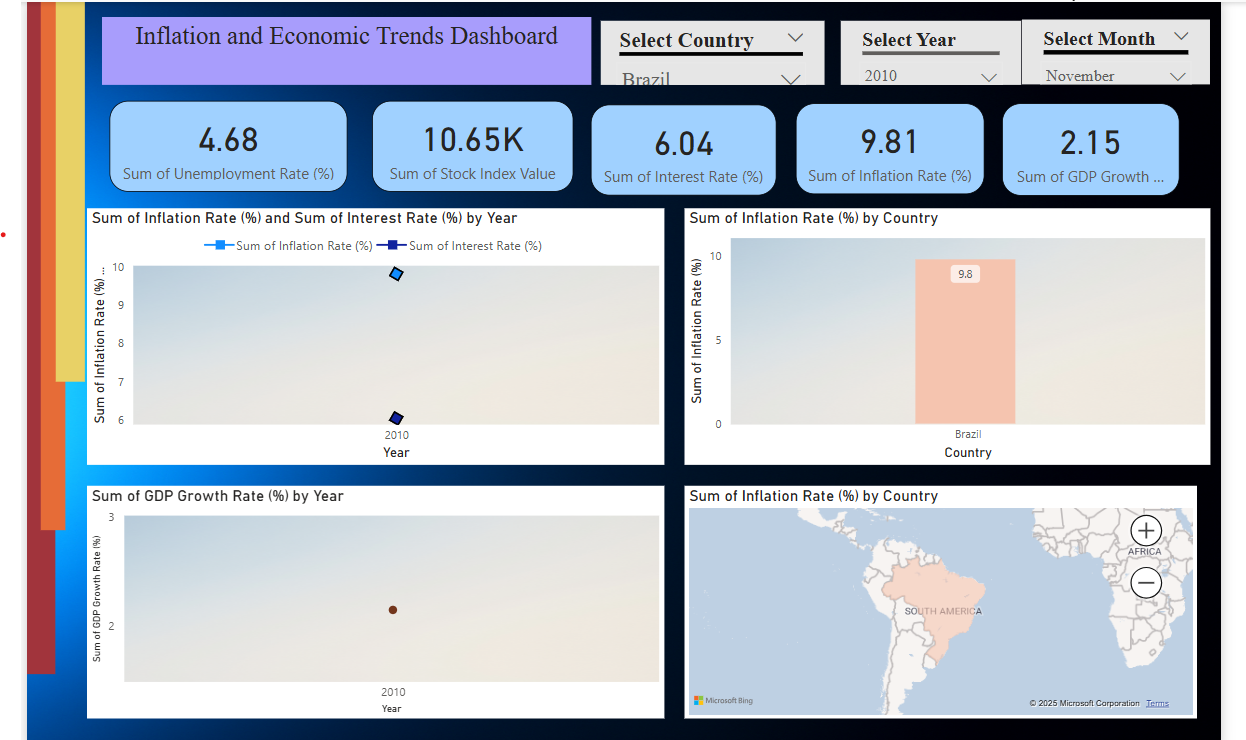 Inflation and Economic Trends Dashboard
Select Country
Brazil
Select Year
2010
Select Month
November
4.68
Sum of Unemployment Rate (%)
10.65K
Sum of Stock Index Value
6.04
Sum of Interest Rate (%)
9.81
Sum of Inflation Rate (%)
2.15
Sum of GDP Growth ...
Sum of Inflation Rate (%) and Sum of Interest Rate (%) by Year
Sum of Inflation Rate (%)
Sum of Interest Rate (%)
Sum of Inflation Rate (%) ...
10
9
8
7
6
2010
Year
Sum of Inflation Rate (%) by Country
Sum of Inflation Rate (%)
10
5
0
9.8
Brazil
Country
Sum of GDP Growth Rate (%) by Year
Sum of GDP Growth Rate (%)
3
2
2010
Year
Sum of Inflation Rate (%) by Country
AFRICA
SOUTH AMERICA
Microsoft Bing
© 2025 Microsoft Corporation Terms